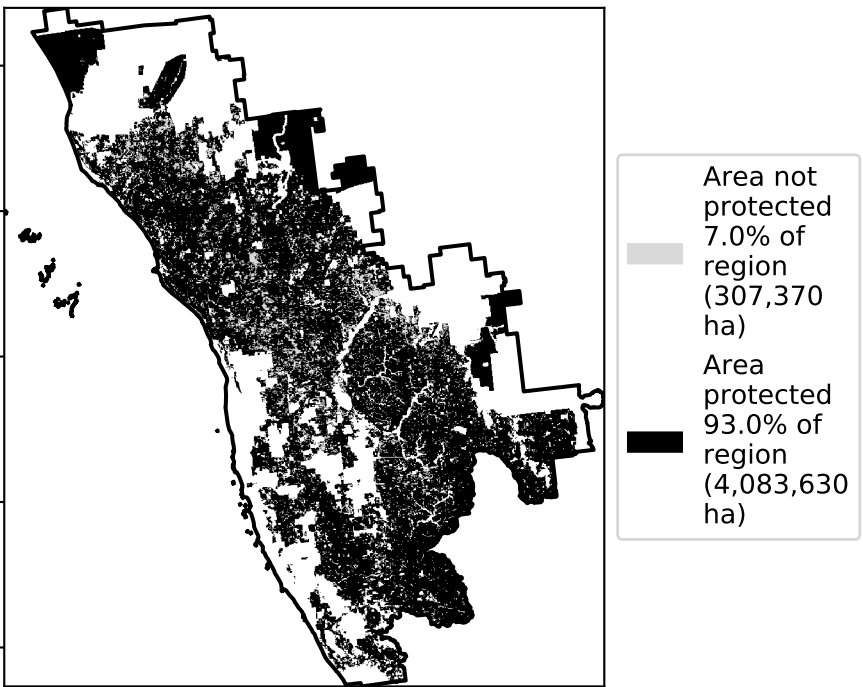 Area not
protected
7.0% of
region
(307,370
ha)
Area
protected
93.0% of
region
(4,083,630
ha)